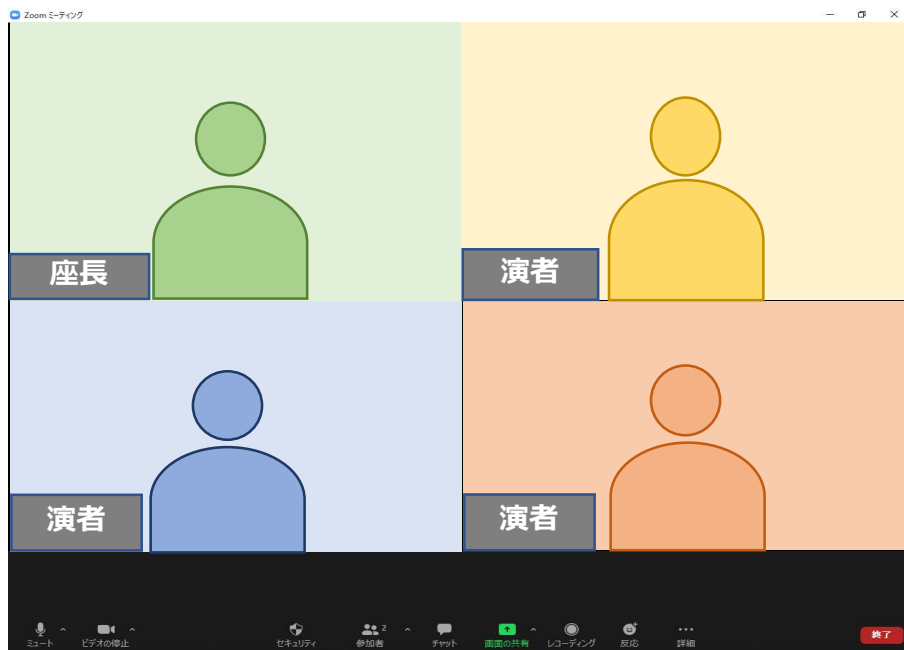 Zoom ミーティング
座長
演者
演者
演者
ミュート
ビデオの停止
セキュリティ
2
参加者
チャット
画面の共有
レコーディング
反応
詳細
終了